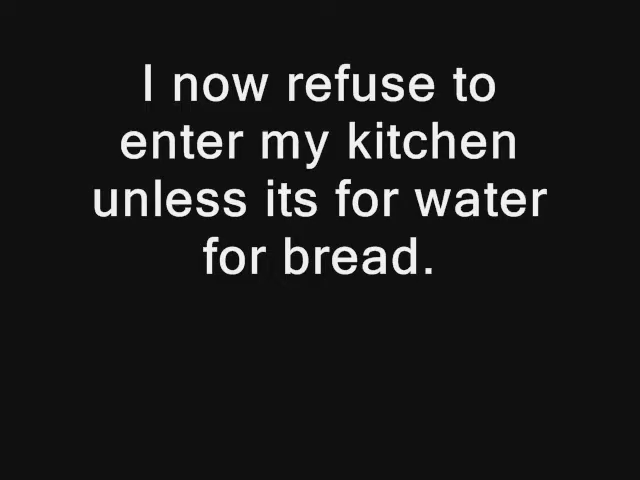 I now refuse to
enter my kitchen
unless its for water
for bread.